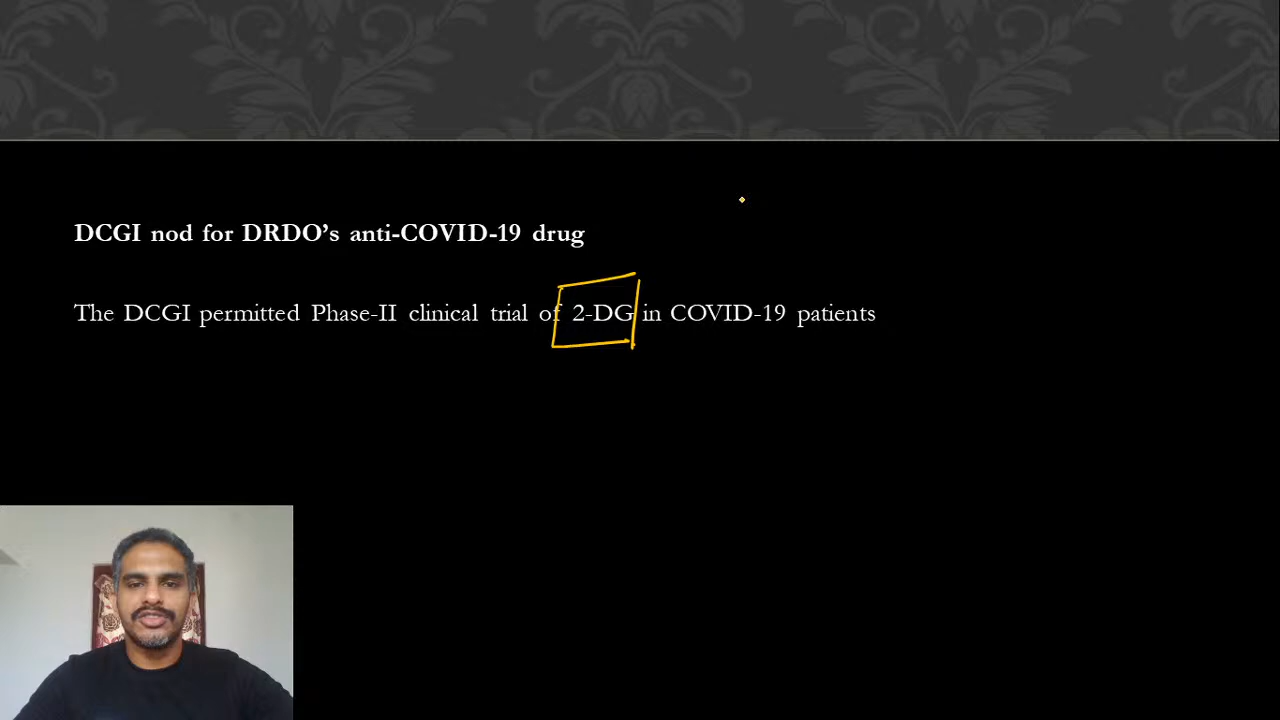 DCGI nod for DRDO’s anti-COVID-19 drug
The DCGI permitted Phase-II clinical trial of 2-DG in COVID-19 patients